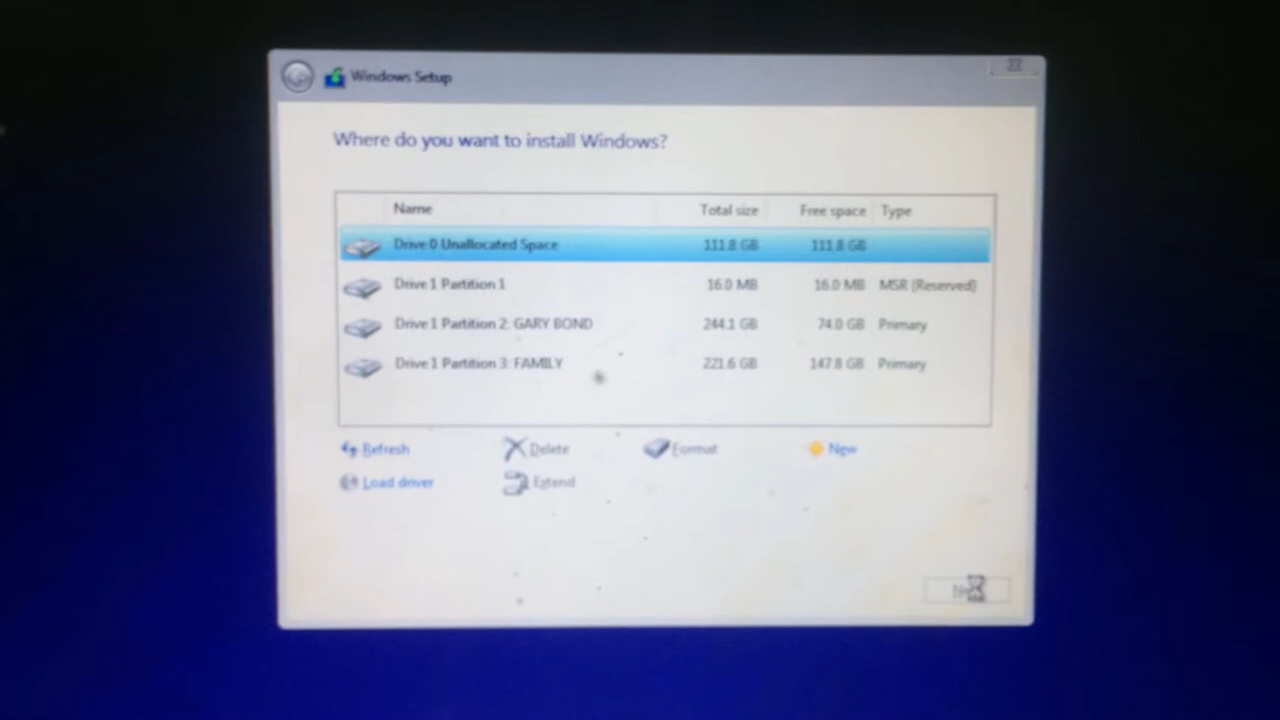 Windows Setup
Where do you want to install Windows?
Name Total size Free space Type
Drive 0 Unallocated Space 111.8 GB 111.8 GB
Drive 1 Partition 1 16.0 MB 16.0 MB MSR (Reserved)
Drive 1 Partition 2: GARY BOND 244.1 GB 74.0 GB Primary
Drive 1 Partition 3: FAMILY 221.6 GB 147.8 GB Primary
Refresh Delete Format New
Load driver Extend